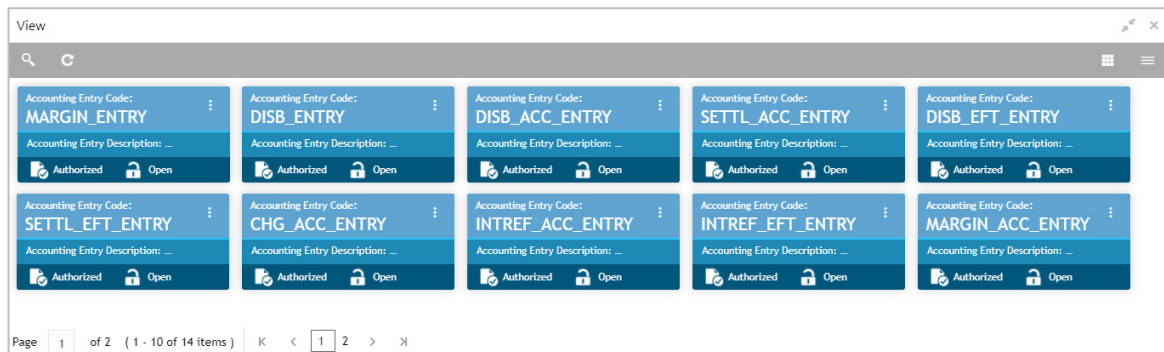 View
Accounting Entry Code: Accounting Entry Code: Accounting Entry Code: Accounting Entry Code: Accounting Entry Code:
MARGIN_ENTRY DISB_ENTRY DISB_ACC_ENTRY SETTL_ACC_ENTRY DISB_EFT_ENTRY
Accounting Entry Description: ... Accounting Entry Description: ... Accounting Entry Description: ... Accounting Entry Description: ... Accounting Entry Description: ...
Authorized Open Authorized Open Authorized Open Authorized Open Authorized Open
Accounting Entry Code: Accounting Entry Code: Accounting Entry Code: Accounting Entry Code: Accounting Entry Code:
SETTL_EFT_ENTRY CHG_ACC_ENTRY INTREF_ACC_ENTRY INTREF_EFT_ENTRY MARGIN_ACC_ENTRY
Accounting Entry Description: ... Accounting Entry Description: ... Accounting Entry Description: ... Accounting Entry Description: ... Accounting Entry Description: ...
Authorized Open Authorized Open Authorized Open Authorized Open Authorized Open
Page 1 of 2 ( 1 - 10 of 14 items ) 1 2